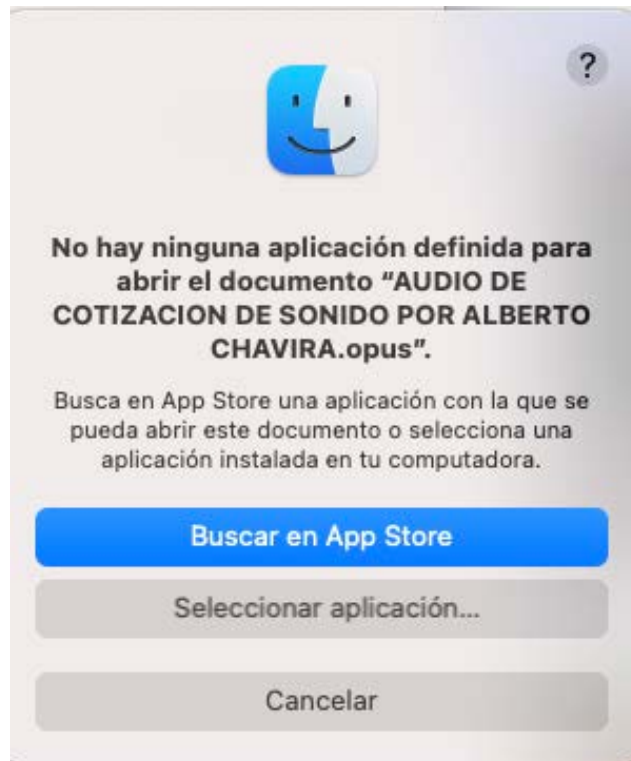 ?
No hay ninguna aplicación definida para
abrir el documento “AUDIO DE
COTIZACION DE SONIDO POR ALBERTO
CHAVIRA.opus”.
Busca en App Store una aplicación con la que se
pueda abrir este documento o selecciona una
aplicación instalada en tu computadora.
Buscar en App Store
Seleccionar aplicación...
Cancelar